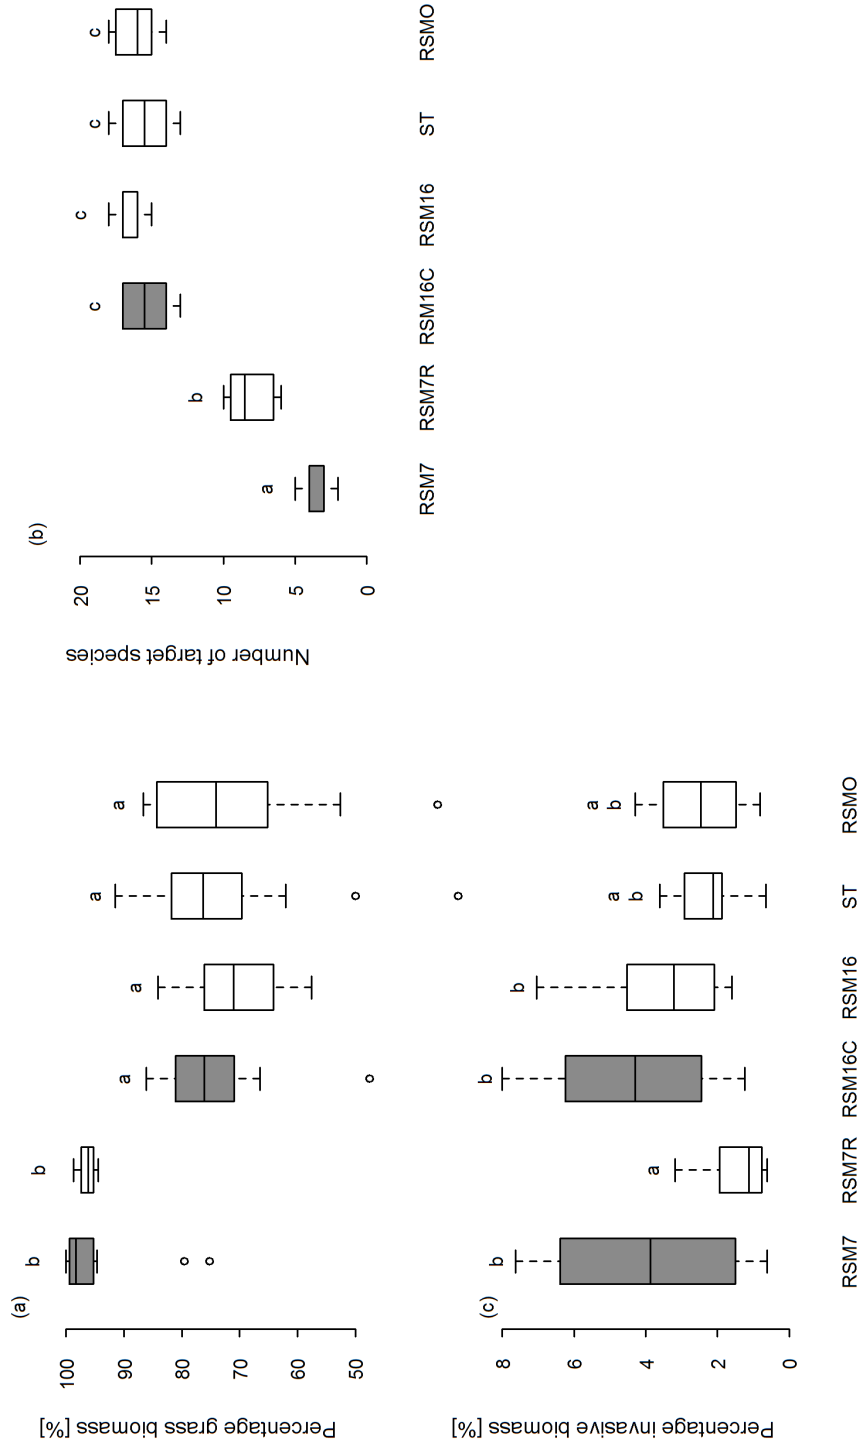 (a)
Percentage grass biomass [%]
100
90
80
70
60
50
b
b
a
a
a
a
(b)
Number of target species
20
15
10
5
0
a
b
c
c
c
c
RSM7
RSM7R
RSM16C
RSM16
ST
RSMO
(c)
Percentage invasive biomass [%]
8
6
4
2
0
b
a
b
b
a
b
a
b
RSM7
RSM7R
RSM16C
RSM16
ST
RSMO